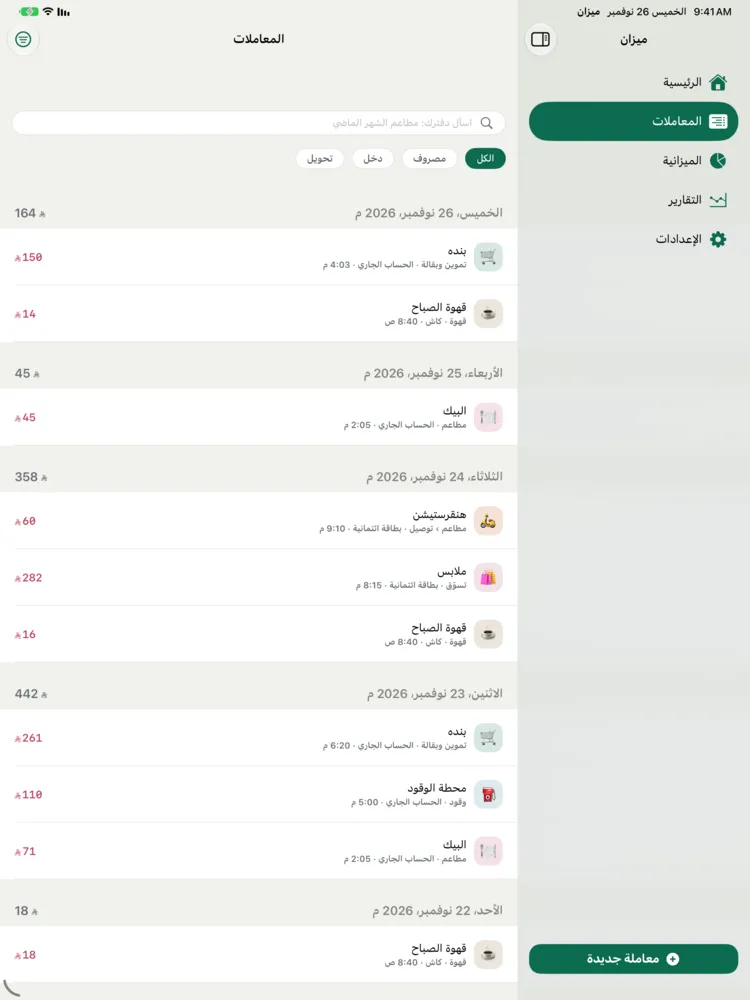 9:41 AM الخميس 26 نوفمبر ميزان
ميزان
الرئيسية
المعاملات
الميزانية
التقارير
الإعدادات
معاملة جديدة
المعاملات
اسأل دفترك: مطاعم الشهر الماضي
الكل مصروف دخل تحويل
الخميس، 26 نوفمبر، 2026 م 164
بنده
تموين وبقالة · الحساب الجاري · 4:03 م
150
قهوة الصباح
قهوة · كاش · 8:40 ص
14
الأربعاء، 25 نوفمبر، 2026 م 45
البيك
مطاعم · الحساب الجاري · 2:05 م
45
الثلاثاء، 24 نوفمبر، 2026 م 358
هنقرستيشن
مطاعم › توصيل · بطاقة ائتمانية · 9:10 م
60
ملابس
تسوّق · بطاقة ائتمانية · 8:15 م
282
قهوة الصباح
قهوة · كاش · 8:40 ص
16
الاثنين، 23 نوفمبر، 2026 م 442
بنده
تموين وبقالة · الحساب الجاري · 6:20 م
261
محطة الوقود
وقود · الحساب الجاري · 5:00 م
110
البيك
مطاعم · الحساب الجاري · 2:05 م
71
الأحد، 22 نوفمبر، 2026 م 18
قهوة الصباح
قهوة · كاش · 8:40 ص
18